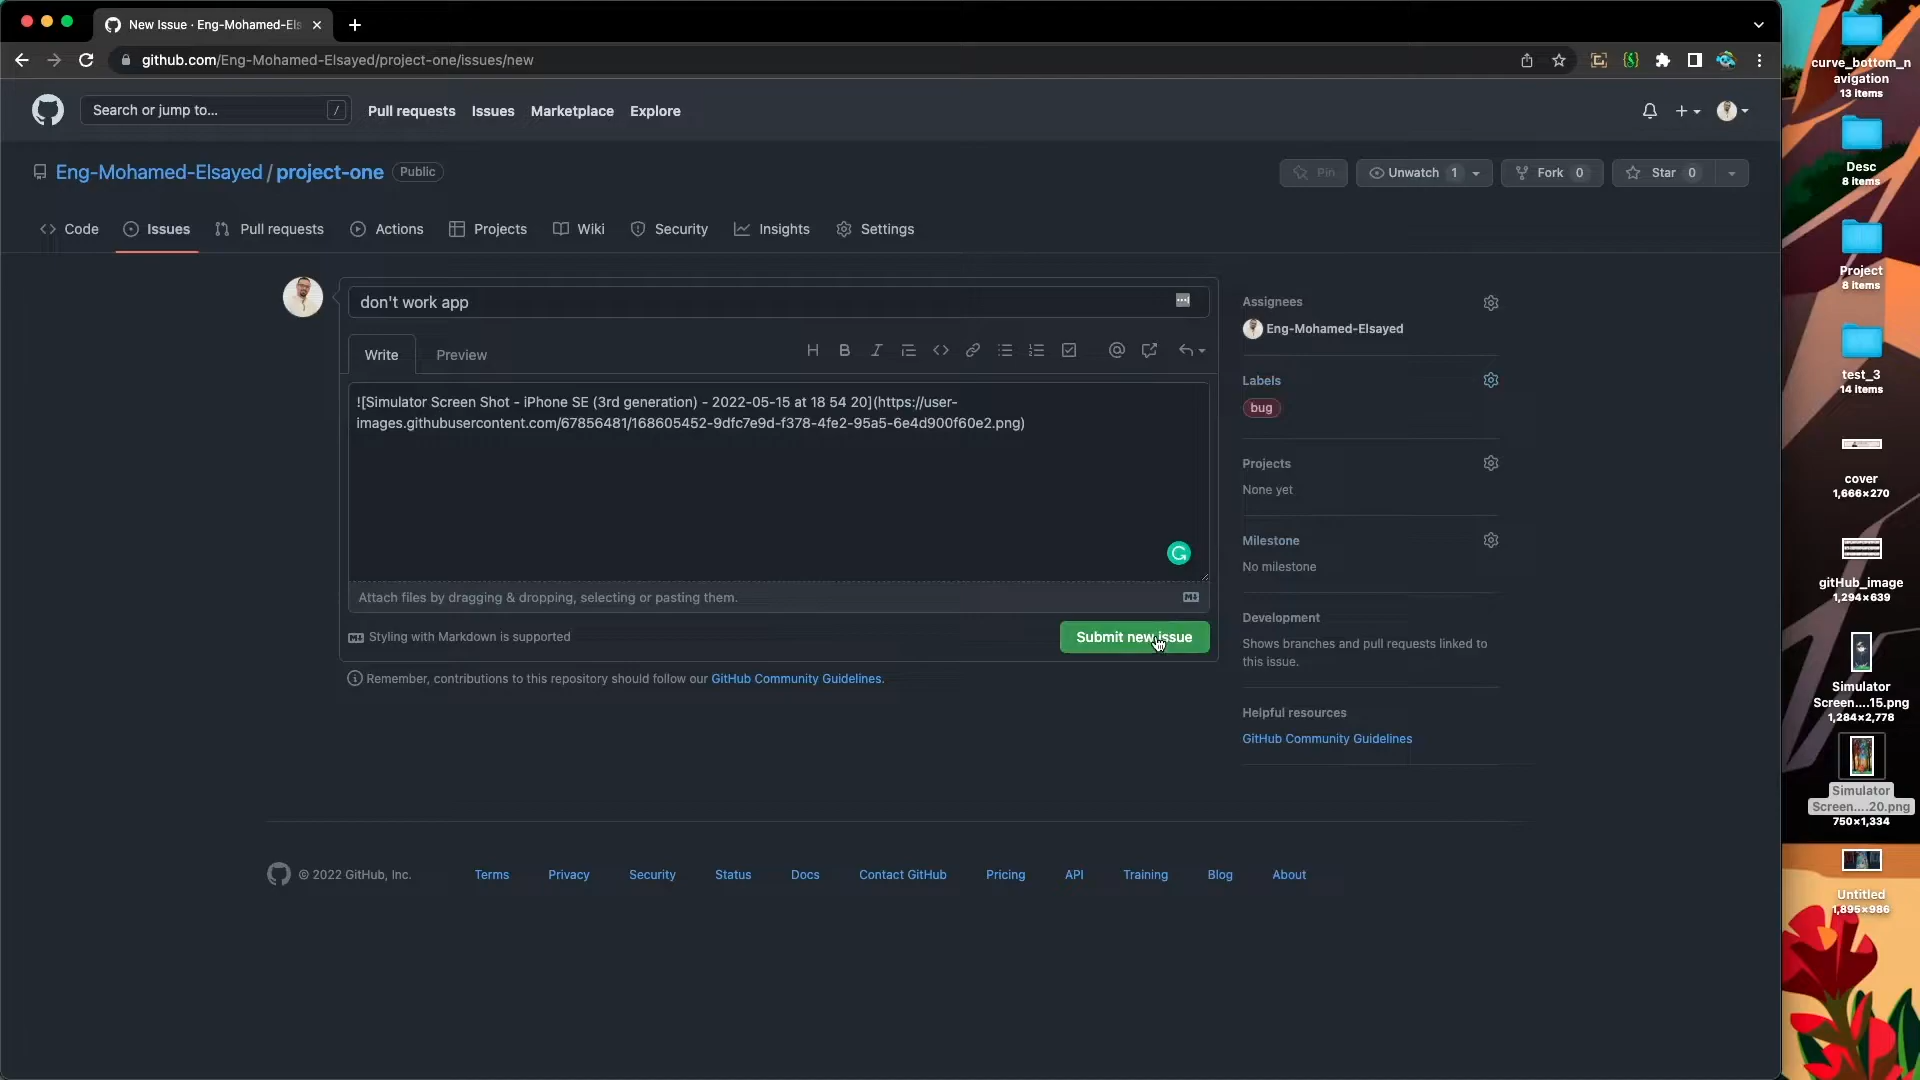 New Issue · Eng-Mohamed-Els
github.com/Eng-Mohamed-Elsayed/project-one/issues/new
Search or jump to...
/
Pull requests
Issues
Marketplace
Explore
Eng-Mohamed-Elsayed / project-one
Public
Pin
Unwatch 1
Fork 0
Star 0
Code
Issues
Pull requests
Actions
Projects
Wiki
Security
Insights
Settings
don't work app
Write
Preview
![Simulator Screen Shot - iPhone SE (3rd generation) - 2022-05-15 at 18 54 20](https://user-
images.githubusercontent.com/67856481/168605452-9dfc7e9d-f378-4fe2-95a5-6e4d900f60e2.png)
Attach files by dragging & dropping, selecting or pasting them.
Styling with Markdown is supported
Submit new issue
Remember, contributions to this repository should follow our GitHub Community Guidelines.
Assignees
Eng-Mohamed-Elsayed
Labels
bug
Projects
None yet
Milestone
No milestone
Development
Shows branches and pull requests linked to
this issue.
Helpful resources
GitHub Community Guidelines
© 2022 GitHub, Inc.
Terms
Privacy
Security
Status
Docs
Contact GitHub
Pricing
API
Training
Blog
About
curve_bottom_n
avigation
13 items
Desc
8 items
Project
8 items
test_3
14 items
cover
1,666×270
gitHub_image
1,294×639
Simulator
Screen....15.png
1,284×2,778
Simulator
Screen....20.png
750×1,334
Untitled
1,895×986